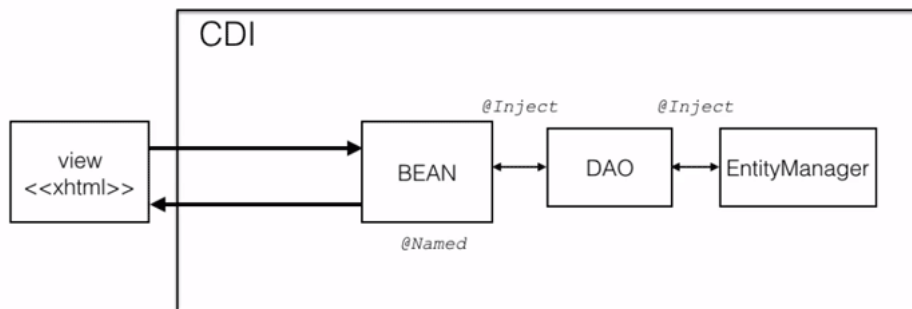 CDI
@Inject
@Inject
view
<<xhtml>>
BEAN
DAO
EntityManager
@Named